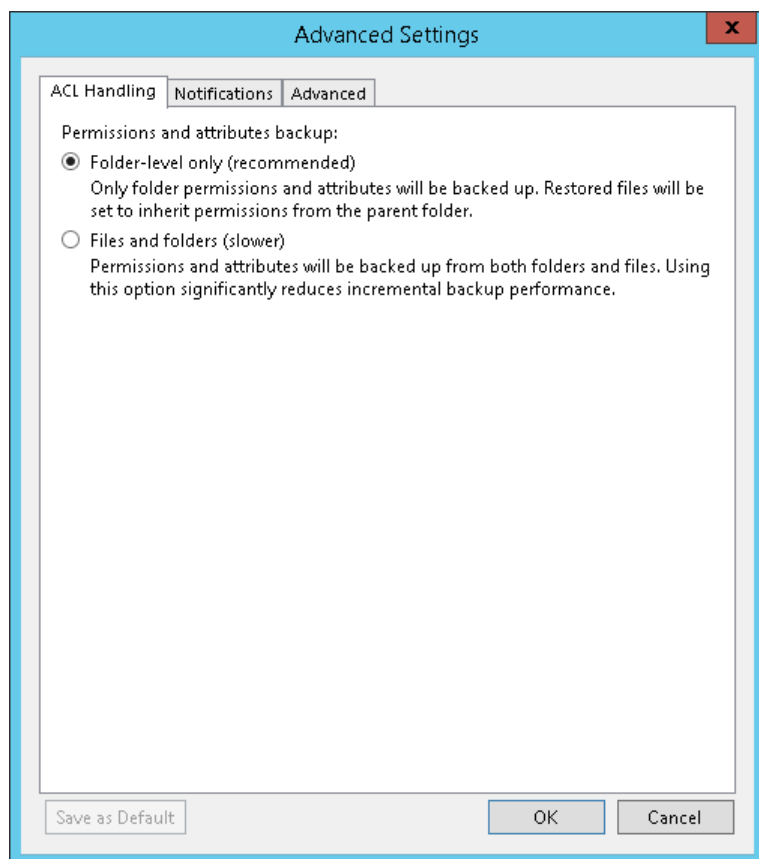 Advanced Settings
x
ACL Handling Notifications Advanced
Permissions and attributes backup:
Folder-level only (recommended)
Only folder permissions and attributes will be backed up. Restored files will be
set to inherit permissions from the parent folder.
Files and folders (slower)
Permissions and attributes will be backed up from both folders and files. Using
this option significantly reduces incremental backup performance.
Save as Default OK Cancel